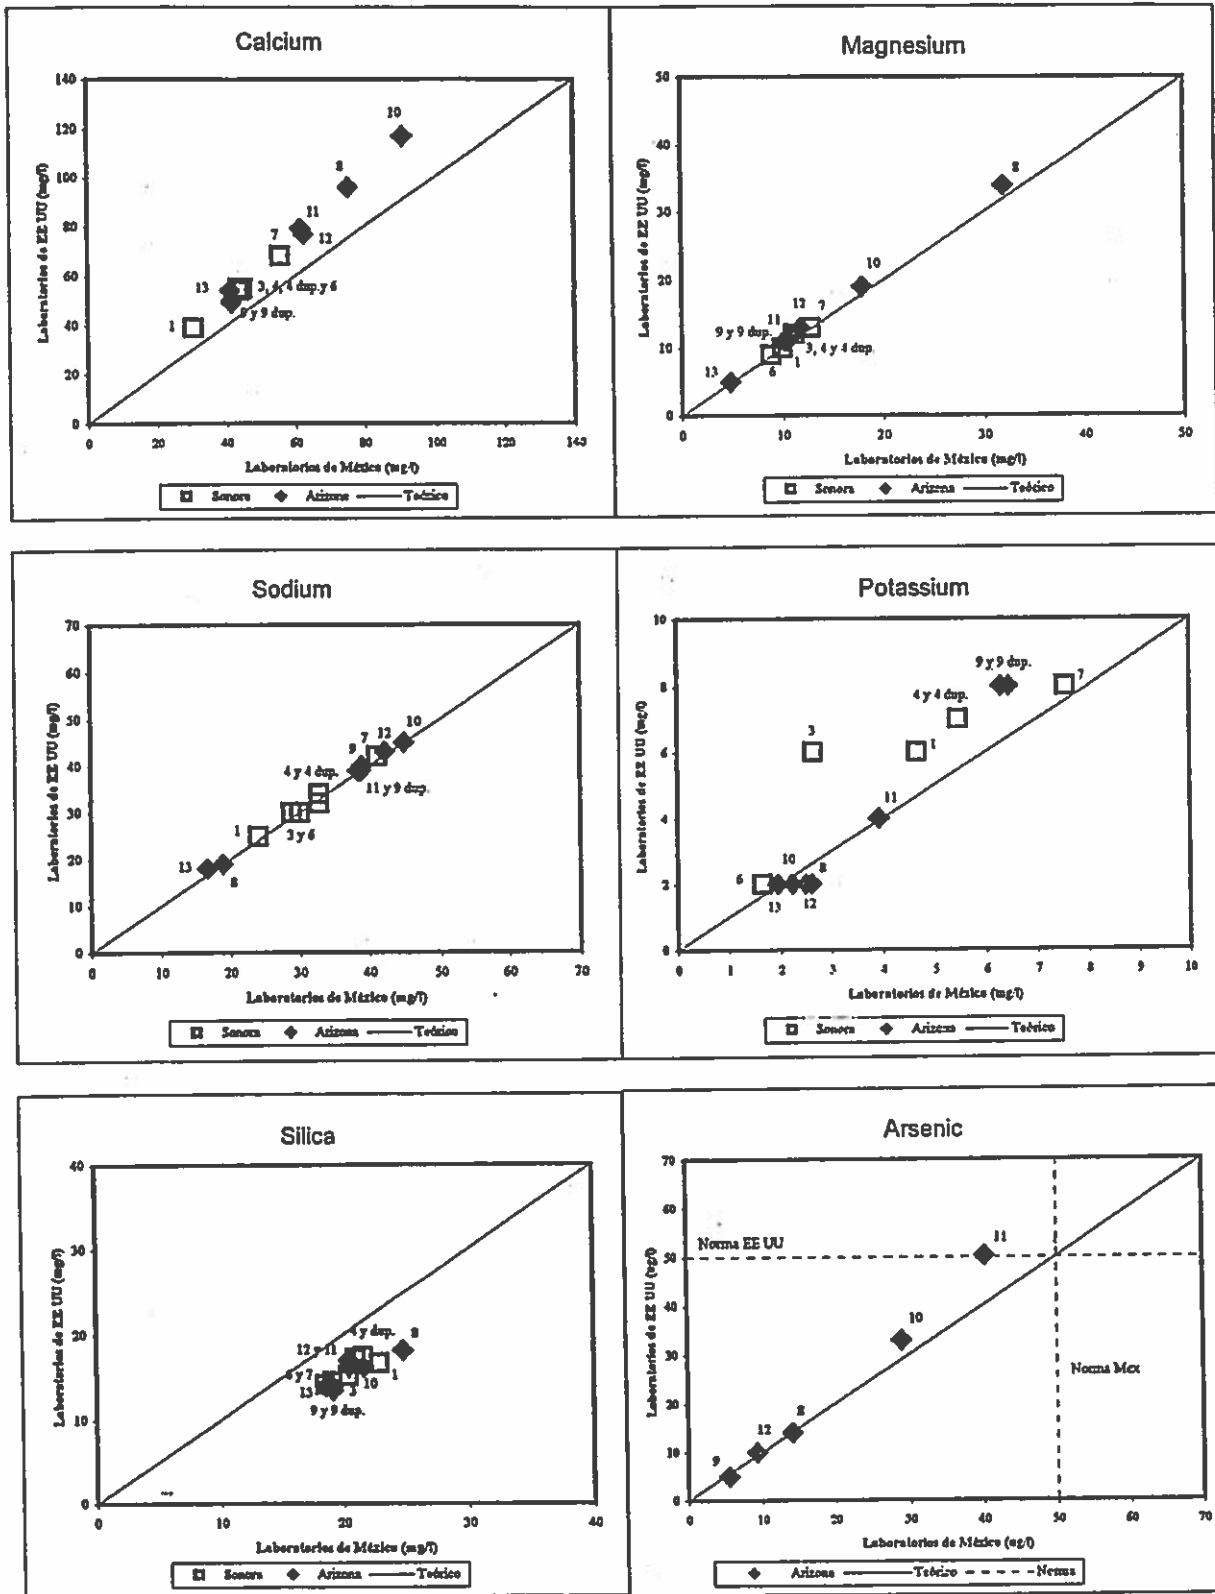 Calcium
Laboratorios de EE UU (mg/l)
140
120
100
80
60
40
20
0
10
8
11
12
7
13
3, 4, 4 dup. y 6
9 y 9 dup.
1
0 20 40 60 80 100 120 140
Laboratorios de México (mg/l)
Sonora Arizona Teórico
Magnesium
Laboratorios de EE UU (mg/l)
50
40
30
20
10
0
8
10
12
7
11
9 y 9 dup.
3, 4 y 4 dup.
13
6
1
0 10 20 30 40 50
Laboratorios de México (mg/l)
Sonora Arizona Teórico
Sodium
Laboratorios de EE UU (mg/l)
70
60
50
40
30
20
10
0
10
12
7
9
4 y 4 dup.
11 y 9 dup.
1
3 y 6
13
8
0 10 20 30 40 50 60 70
Laboratorios de México (mg/l)
Sonora Arizona Teórico
Potassium
Laboratorios de EE UU (mg/l)
10
8
6
4
2
0
9 y 9 dup.
7
4 y 4 dup.
3
1
11
10
8
6
13
12
0 1 2 3 4 5 6 7 8 9 10
Laboratorios de México (mg/l)
Sonora Arizona Teórico
Silica
Laboratorios de EE UU (mg/l)
40
30
20
10
0
4 y dup.
8
12 y 11
6 y 7
10
1
13
3
9 y 9 dup.
0 10 20 30 40
Laboratorios de México (mg/l)
Sonora Arizona Teórico
Arsenic
Laboratorios de EE UU (ug/l)
70
60
50
40
30
20
10
0
Norma EE UU
11
10
Norma Mex
8
12
9
0 10 20 30 40 50 60 70
Laboratorios de México (ug/l)
Arizona Teórico Norma